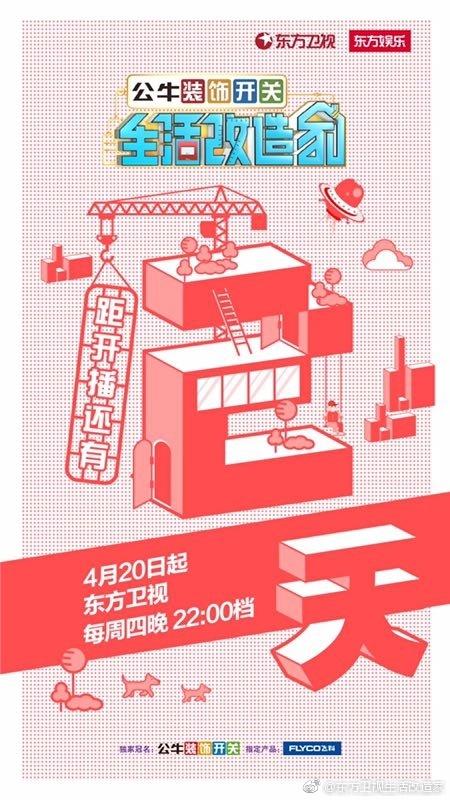 东方卫视 东方娱乐
公牛装饰开关
生活改造家
距开播还有
2
天
4月20日起
东方卫视
每周四晚 22:00档
独家冠名：公牛装饰开关 指定产品：FLYCO飞科
@东方卫视生活改造家